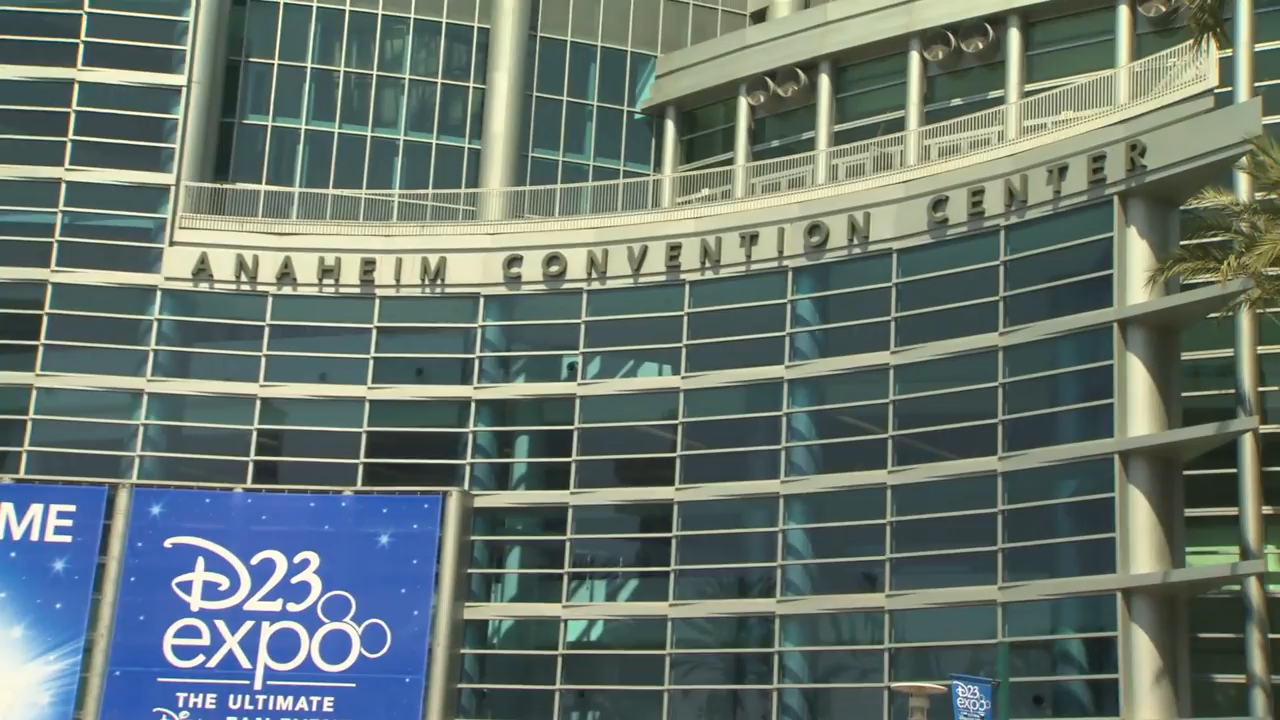 ANAHEIM CONVENTION CENTER
ME
D23
expo
THE ULTIMATE
D23
expo